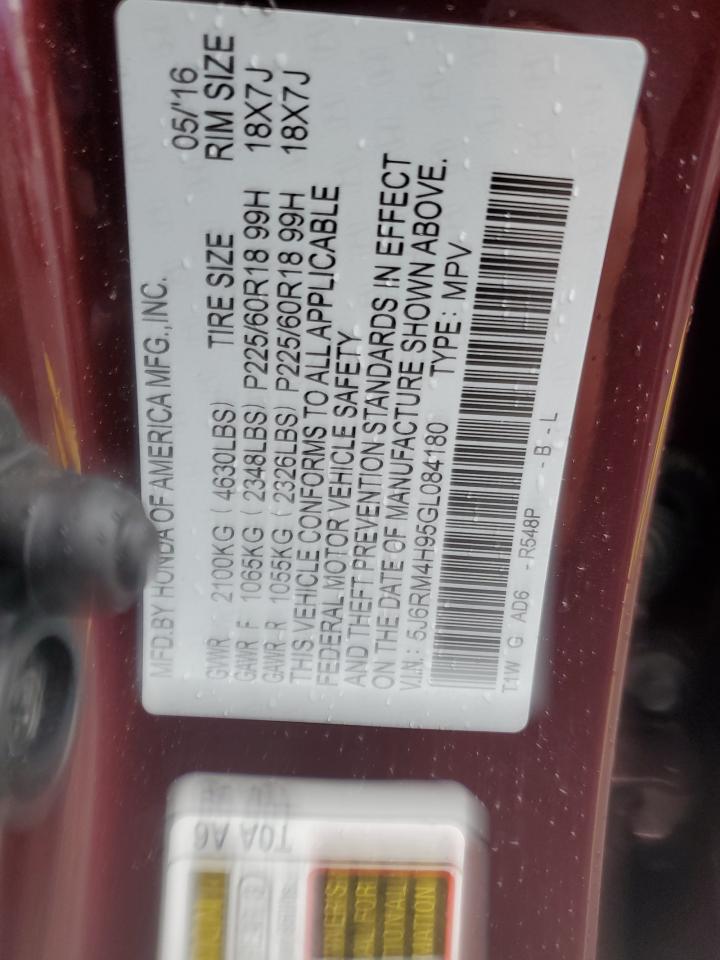 MFD.BY HONDA OF AMERICA MFG.,INC. 05/'16
GVWR 2100KG ( 4630LBS) TIRE SIZE RIM SIZE
GAWR F 1065KG ( 2348LBS) P225/60R18 99H 18X7J
GAWR R 1055KG ( 2326LBS) P225/60R18 99H 18X7J
THIS VEHICLE CONFORMS TO ALL APPLICABLE
FEDERAL MOTOR VEHICLE SAFETY
AND THEFT PREVENTION STANDARDS IN EFFECT
ON THE DATE OF MANUFACTURE SHOWN ABOVE.
V.I.N.: 5J6RM4H95GL084180 TYPE: MPV
T1W G AD6 - R548P - B - L
T0A A6